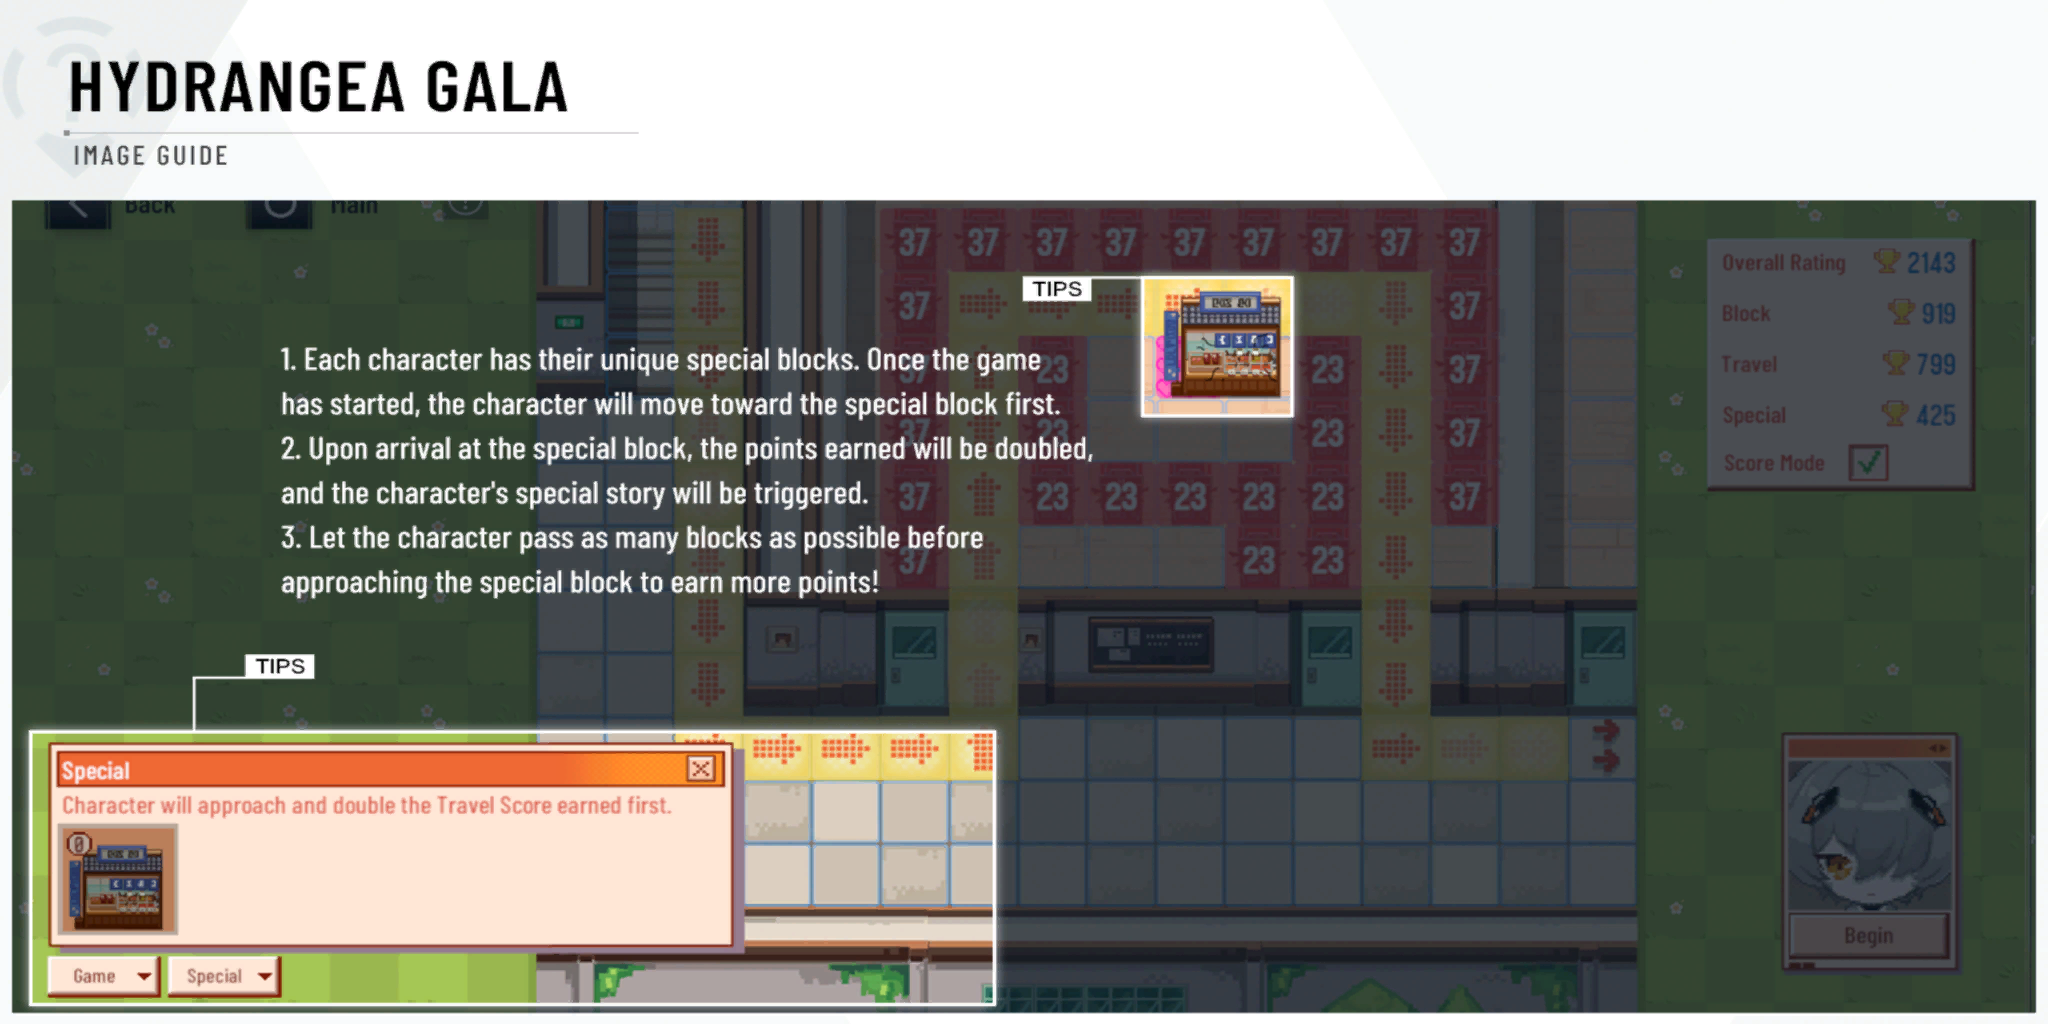 HYDRANGEA GALA
IMAGE GUIDE
Back
Main
37 37 37 37 37 37 37 37 37
TIPS
37 37
37 23 23 37
37 23 23 37
37 23 23 23 23 23 37
37 23 23
1. Each character has their unique special blocks. Once the game
has started, the character will move toward the special block first.
2. Upon arrival at the special block, the points earned will be doubled,
and the character's special story will be triggered.
3. Let the character pass as many blocks as possible before
approaching the special block to earn more points!
Overall Rating 2143
Block 919
Travel 799
Special 425
Score Mode
TIPS
Special
Character will approach and double the Travel Score earned first.
0
Game
Special
Begin